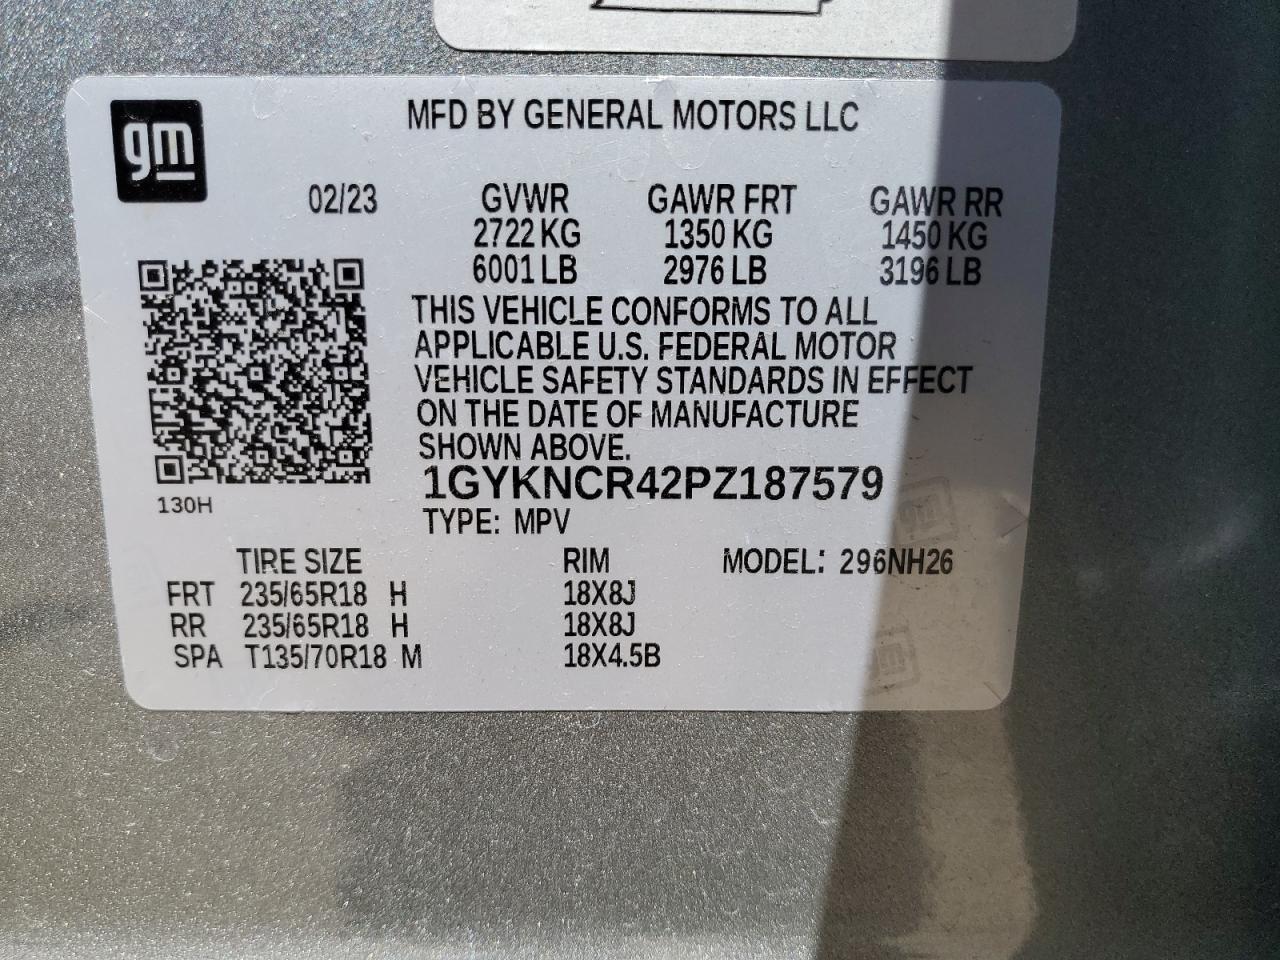 gm
MFD BY GENERAL MOTORS LLC
02/23 GVWR GAWR FRT GAWR RR
2722 KG 1350 KG 1450 KG
6001 LB 2976 LB 3196 LB
THIS VEHICLE CONFORMS TO ALL
APPLICABLE U.S. FEDERAL MOTOR
VEHICLE SAFETY STANDARDS IN EFFECT
ON THE DATE OF MANUFACTURE
SHOWN ABOVE.
1GYKNCR42PZ187579
130H
TYPE: MPV
TIRE SIZE RIM MODEL: 296NH26
FRT 235/65R18 H 18X8J
RR 235/65R18 H 18X8J
SPA T135/70R18 M 18X4.5B